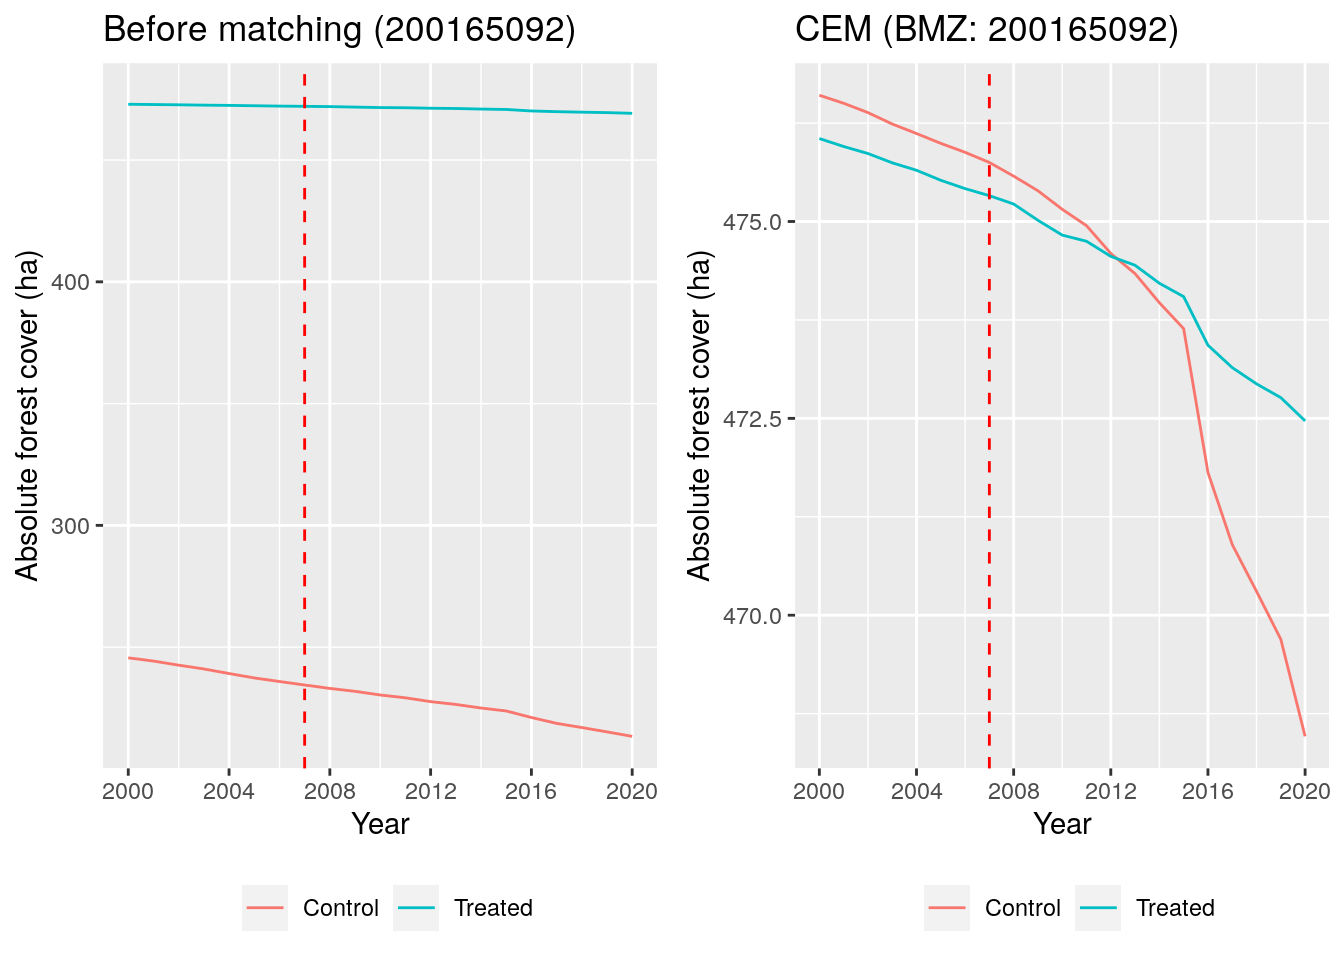 Before matching (200165092)
Absolute forest cover (ha)
400
300
2000 2004 2008 2012 2016 2020
Year
Control Treated
CEM (BMZ: 200165092)
Absolute forest cover (ha)
475.0
472.5
470.0
2000 2004 2008 2012 2016 2020
Year
Control Treated